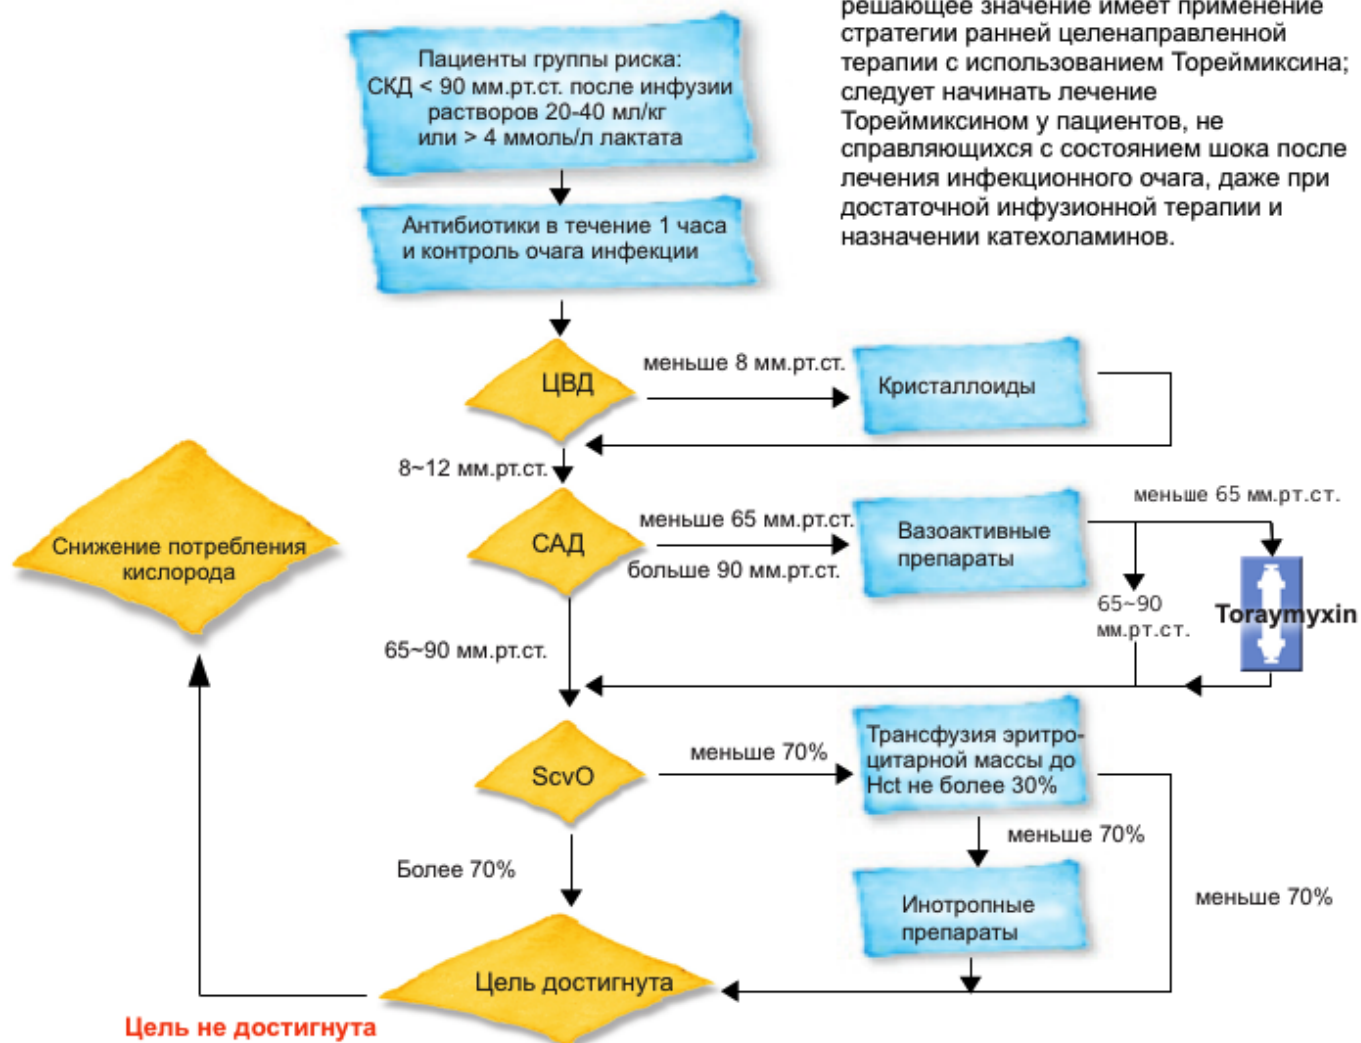 решающее значение имеет применение
стратегии ранней целенаправленной
терапии с использованием Тореймиксина;
следует начинать лечение
Тореймиксином у пациентов, не
справляющихся с состоянием шока после
лечения инфекционного очага, даже при
достаточной инфузионной терапии и
назначении катехоламинов.
Пациенты группы риска:
СКД < 90 мм.рт.ст. после инфузии
растворов 20-40 мл/кг
или > 4 ммоль/л лактата
Антибиотики в течение 1 часа
и контроль очага инфекции
ЦВД
меньше 8 мм.рт.ст.
Кристаллоиды
8~12 мм.рт.ст.
САД
меньше 65 мм.рт.ст.
больше 90 мм.рт.ст.
Вазоактивные
препараты
меньше 65 мм.рт.ст.
65~90
мм.рт.ст.
Toraymyxin
Снижение потребления
кислорода
65~90 мм.рт.ст.
ScvO
меньше 70%
Трансфузия эритро-
цитарной массы до
Hct не более 30%
меньше 70%
Более 70%
Инотропные
препараты
меньше 70%
Цель достигнута
Цель не достигнута